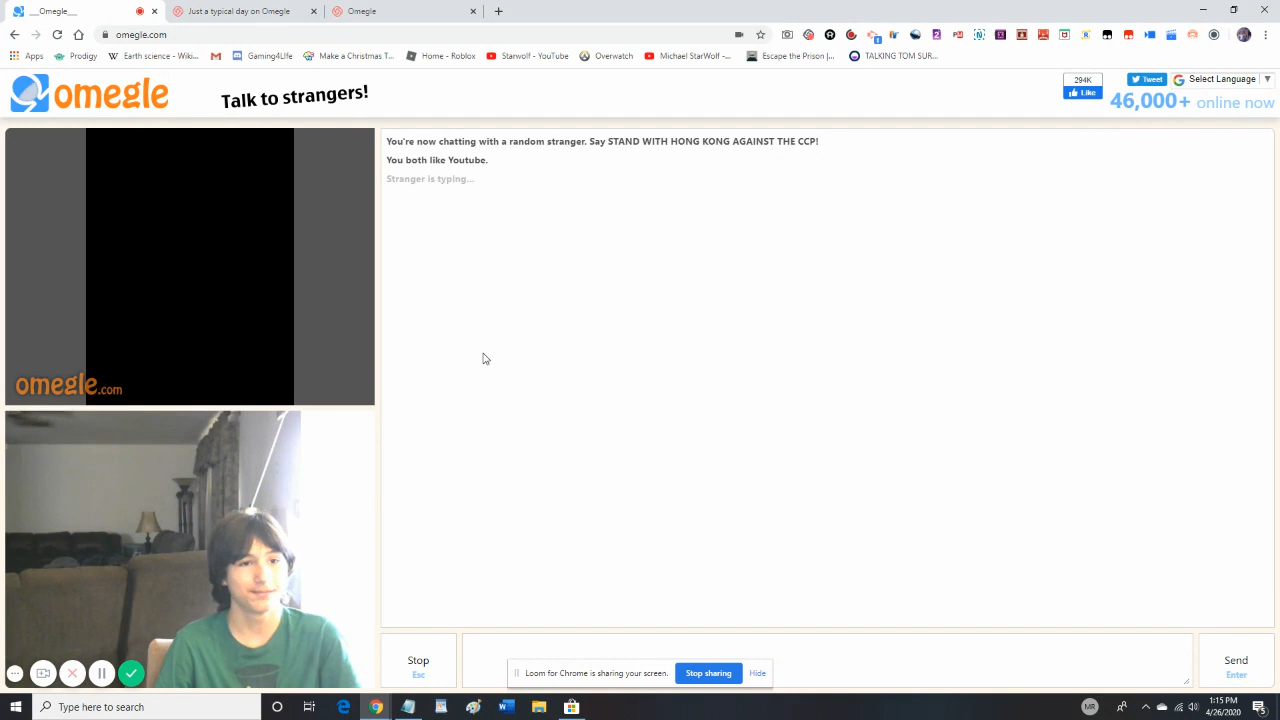 __Omegle__
Just a typical day on Strangers
Omegle
omegle.com
Apps
Prodigy
Wikipedia - Wiki...
Gaming4Life
Make a Christmas T...
Home - Roblox
Starwolf - YouTube
Overwatch
Michael StarWolf -...
Escape the Prison |...
TALKING TOM SUR...
omegle
Talk to strangers!
294K
Like
Tweet
Select Language
46,000+ online now
You're now chatting with a random stranger. Say STAND WITH HONG KONG AGAINST THE CCP!
You both like Youtube.
Stranger is typing...
omegle.com
Stop
Esc
Loom for Chrome is sharing your screen.
Stop sharing
Hide
Send
Enter
Type here to search
MR
1:15 PM
4/26/2020